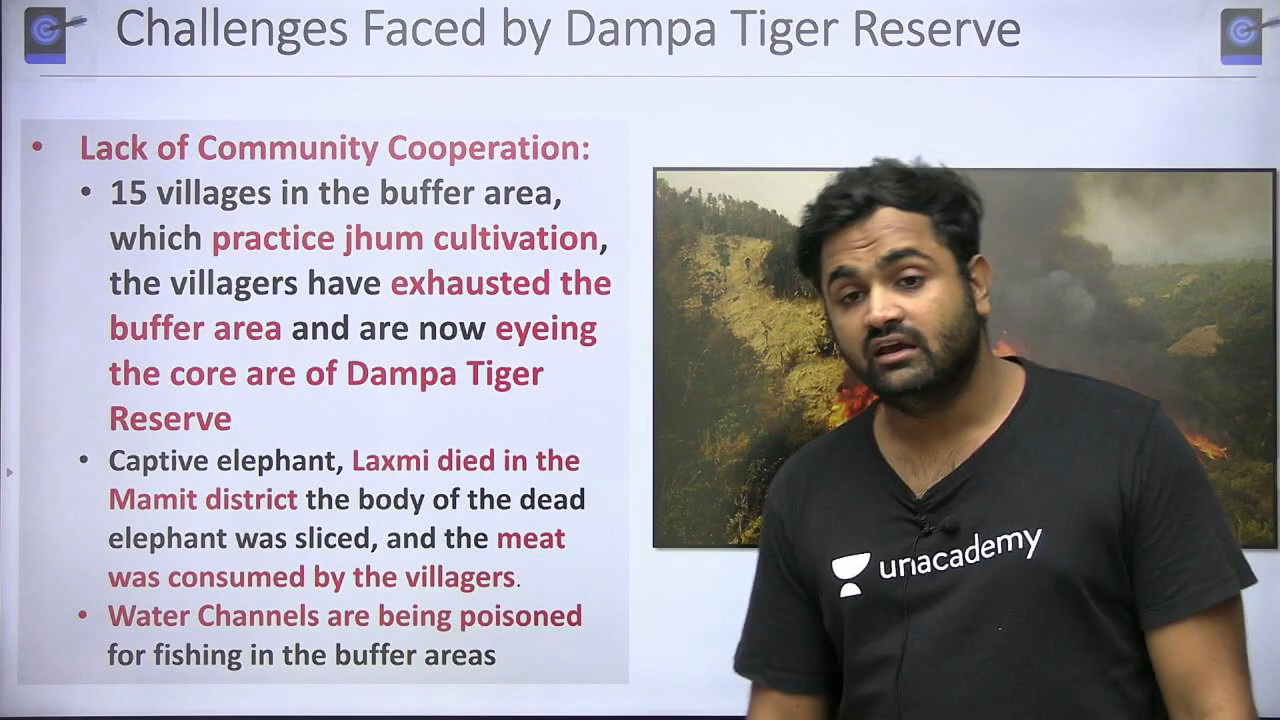 Challenges Faced by Dampa Tiger Reserve
• Lack of Community Cooperation:
• 15 villages in the buffer area,
which practice jhum cultivation,
the villagers have exhausted the
buffer area and are now eyeing
the core are of Dampa Tiger
Reserve
• Captive elephant, Laxmi died in the
Mamit district the body of the dead
elephant was sliced, and the meat
was consumed by the villagers.
• Water Channels are being poisoned
for fishing in the buffer areas
unacademy